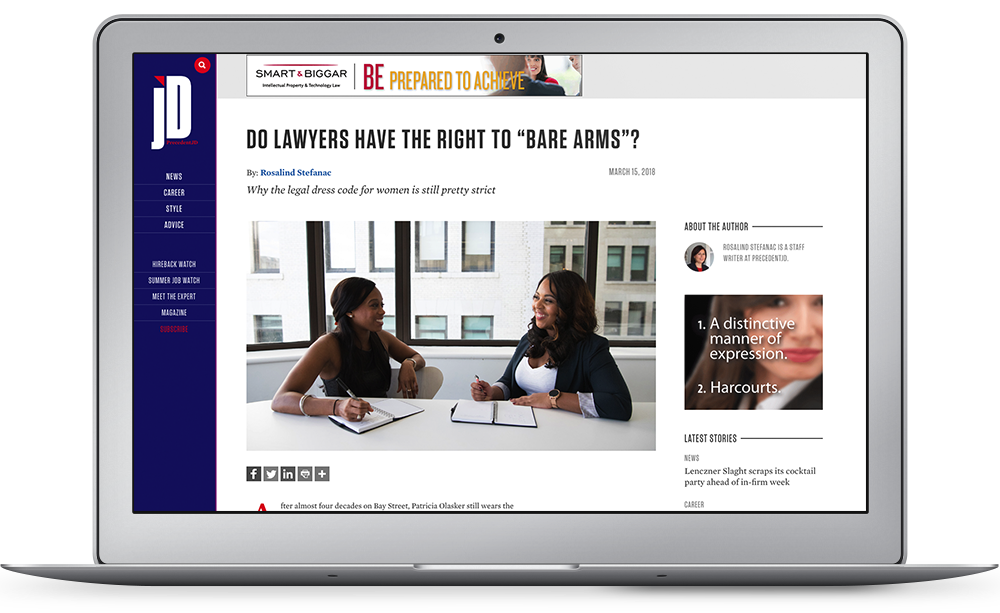 SMART & BIGGAR
Intellectual Property & Technology Law
BE PREPARED TO ACHIEVE
JD
PrecedentJD
NEWS
CAREER
STYLE
ADVICE
HIREBACK WATCH
SUMMER JOB WATCH
MEET THE EXPERT
MAGAZINE
SUBSCRIBE
DO LAWYERS HAVE THE RIGHT TO “BARE ARMS”?
By: Rosalind Stefanac
MARCH 15, 2018
Why the legal dress code for women is still pretty strict
ABOUT THE AUTHOR
ROSALIND STEFANAC IS A STAFF
WRITER AT PRECEDENTJD.
1. A distinctive
manner of
expression.
2. Harcourts.
LATEST STORIES
NEWS
Lenczner Slaght scraps its cocktail
party ahead of in-firm week
CAREER
After almost four decades on Bay Street, Patricia Olasker still wears the